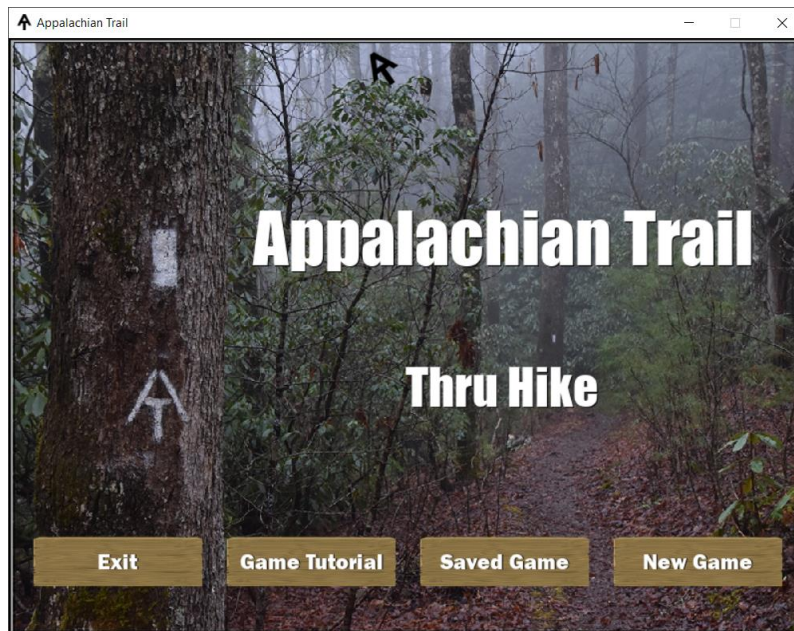 Appalachian Trail
Appalachian Trail
Thru Hike
Exit
Game Tutorial
Saved Game
New Game